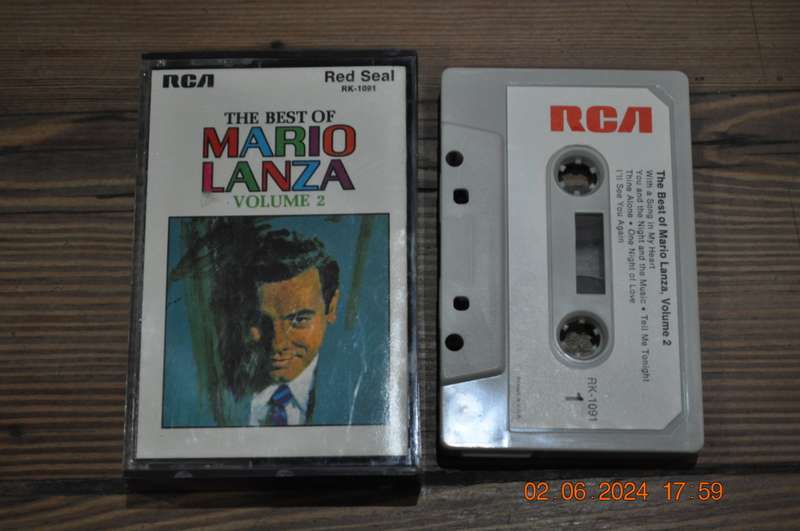 RCA
Red Seal
RK-1091
THE BEST OF
MARIO
LANZA
VOLUME 2
RCA
The Best of Mario Lanza, Volume 2
With a Song in My Heart
You and the Night and the Music • Tell Me Tonight
Thine Alone • One Night of Love
I'll See You Again
RK-1091
1
02.06.2024 17:59